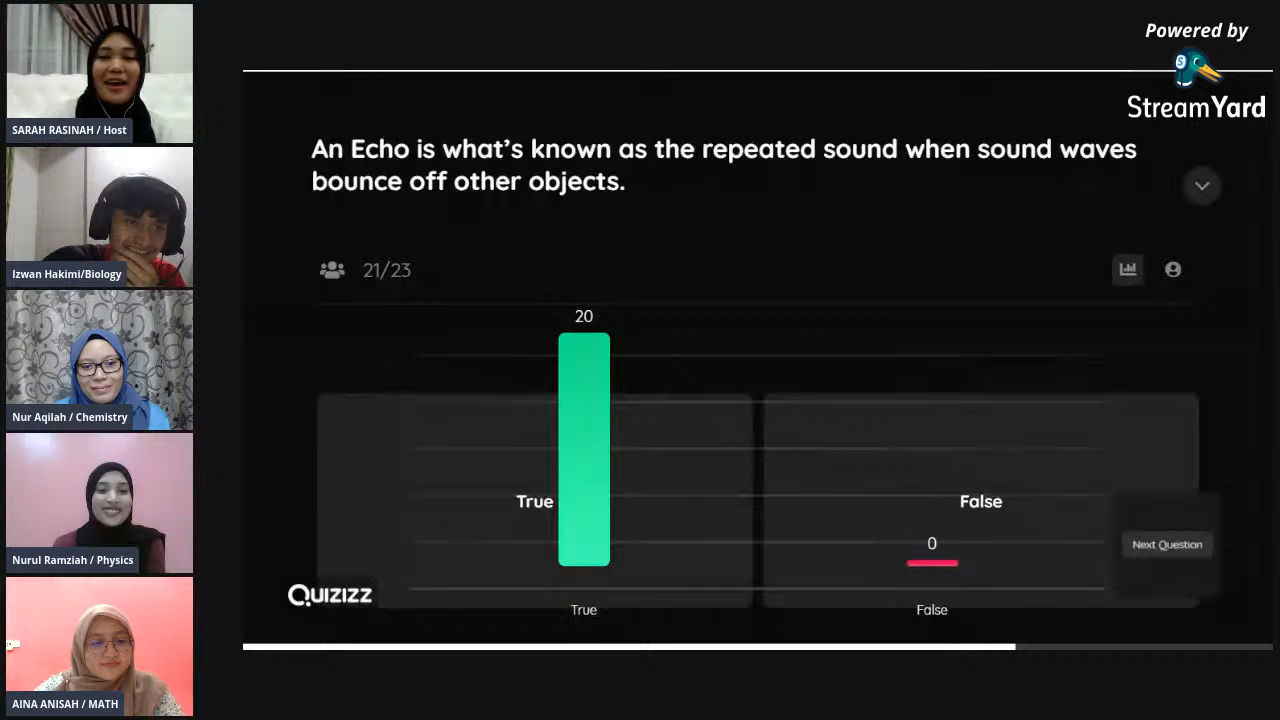 SARAH RASINAH / Host
Izwan Hakimi/Biology
Nur Aqilah / Chemistry
Nurul Ramziah / Physics
AINA ANISAH / MATH
Powered by
StreamYard
An Echo is what's known as the repeated sound when sound waves
bounce off other objects.
21/23
20
True
False
0
Next Question
Quizizz
True
False